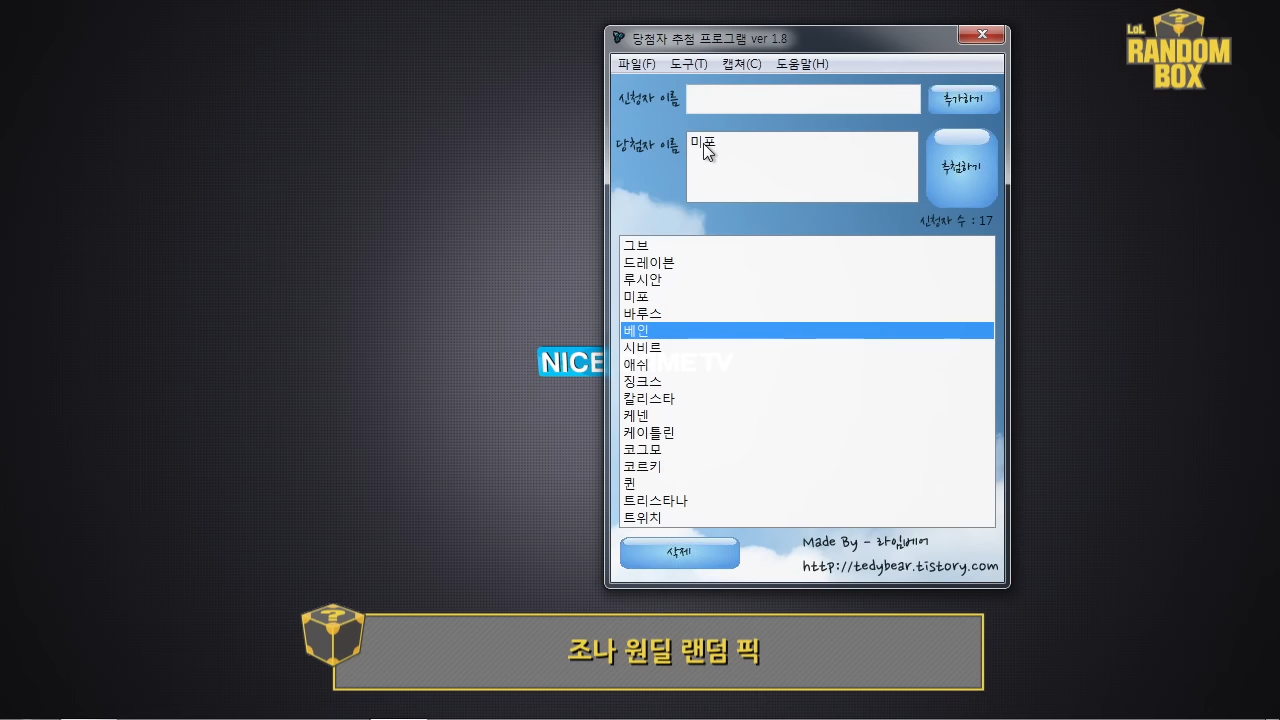 LoL
RANDOM
BOX
당첨자 추첨 프로그램 ver 1.8
파일(F) 도구(T) 캡쳐(C) 도움말(H)
신청자 이름
추가하기
당첨자 이름
미포
추첨하기
신청자 수 : 17
그브
드레이븐
루시안
미포
바루스
베인
시비르
애쉬
징크스
칼리스타
케넨
케이틀린
코그모
코르키
퀸
트리스타나
트위치
NICE
ME TV
삭제
Made By - 라임베어
http://tedybear.tistory.com
조나 원딜 랜덤 픽